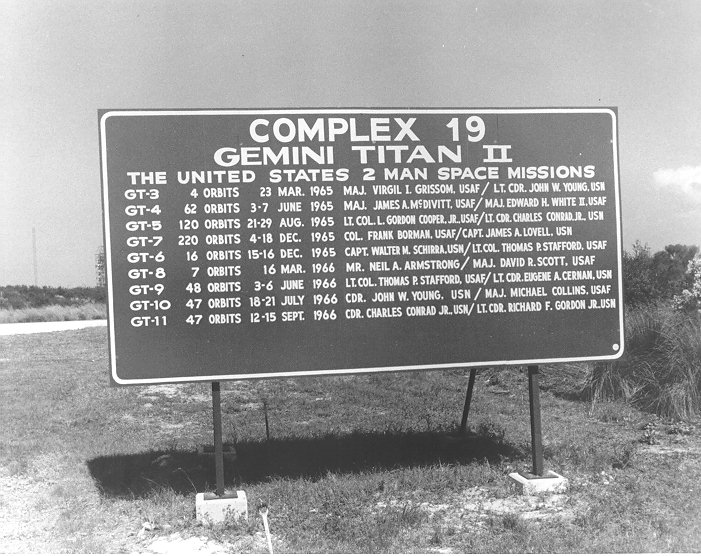 COMPLEX 19
GEMINI TITAN II
THE UNITED STATES 2 MAN SPACE MISSIONS
GT-3 4 ORBITS 23 MAR. 1965 MAJ. VIRGIL I. GRISSOM, USAF / LT. CDR. JOHN W. YOUNG, USN
GT-4 62 ORBITS 3-7 JUNE 1965 MAJ. JAMES A. McDIVITT, USAF / MAJ. EDWARD H. WHITE II, USAF
GT-5 120 ORBITS 21-29 AUG. 1965 LT. COL. L. GORDON COOPER, JR., USAF / LT. CDR. CHARLES CONRAD, JR., USN
GT-7 220 ORBITS 4-18 DEC. 1965 COL. FRANK BORMAN, USAF / CAPT. JAMES A. LOVELL, USN
GT-6 16 ORBITS 15-16 DEC. 1965 CAPT. WALTER M. SCHIRRA, USN / LT. COL. THOMAS P. STAFFORD, USAF
GT-8 7 ORBITS 16 MAR. 1966 MR. NEIL A. ARMSTRONG / MAJ. DAVID R. SCOTT, USAF
GT-9 48 ORBITS 3-6 JUNE 1966 LT. COL. THOMAS P. STAFFORD, USAF / LT. CDR. EUGENE A. CERNAN, USN
GT-10 47 ORBITS 18-21 JULY 1966 CDR. JOHN W. YOUNG, USN / MAJ. MICHAEL COLLINS, USAF
GT-11 47 ORBITS 12-15 SEPT. 1966 CDR. CHARLES CONRAD JR., USN / LT. CDR. RICHARD F. GORDON JR., USN